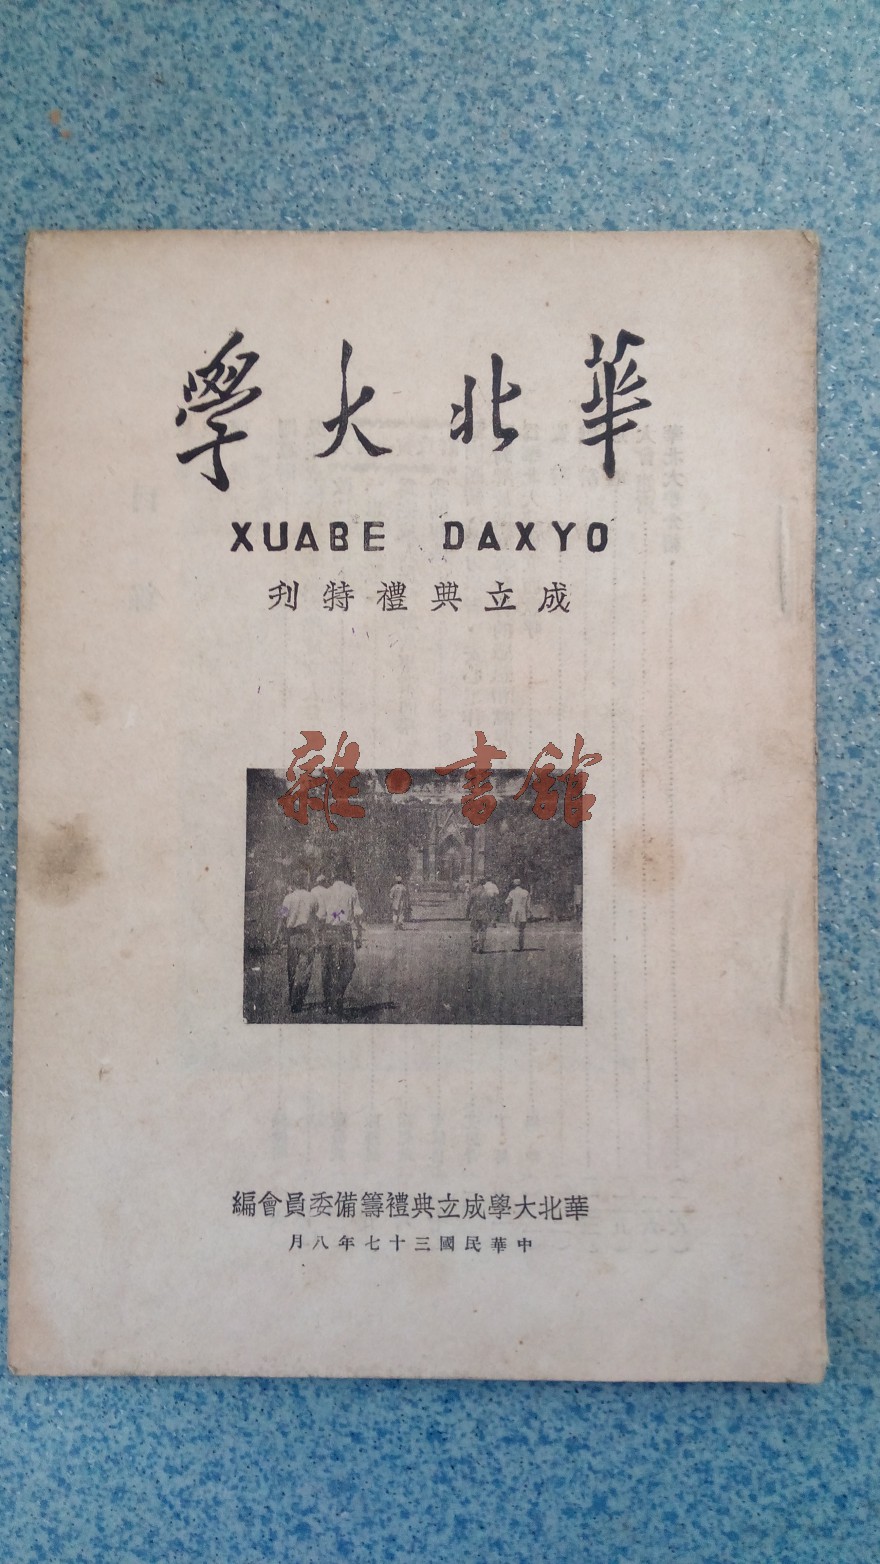 華北大學
XUABE DAXYO
成立典禮特刊
雜·書館
華北大學成立典禮籌備委員會編
中華民國三十七年八月